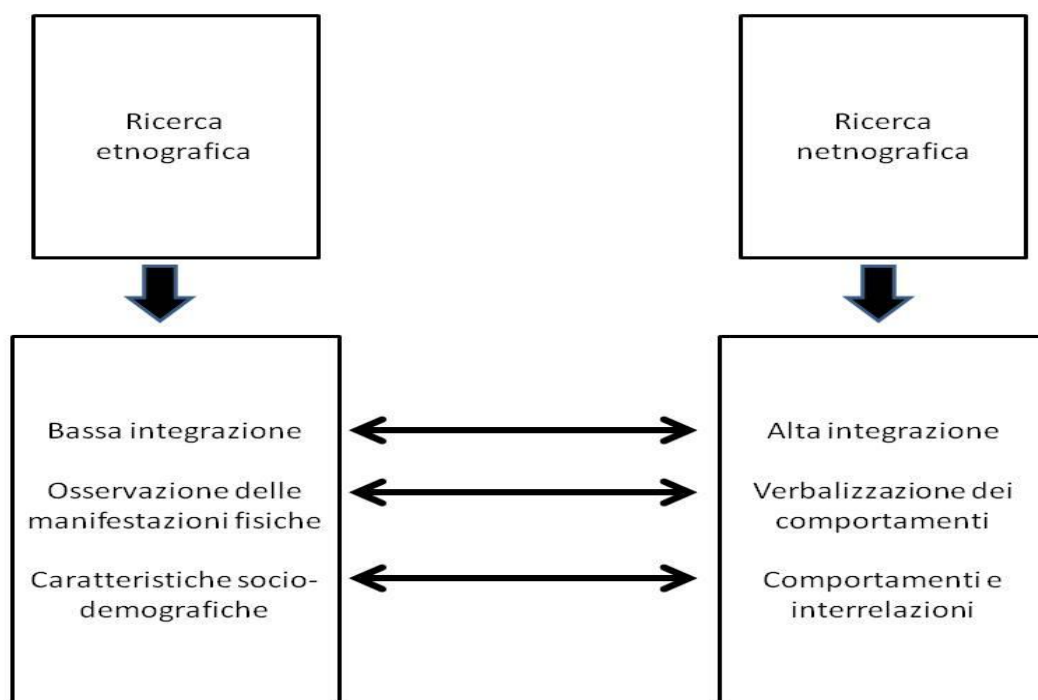 Ricerca
etnografica
Ricerca
netnografica
Bassa integrazione
Osservazione delle
manifestazioni fisiche
Caratteristiche socio-
demografiche
Alta integrazione
Verbalizzazione dei
comportamenti
Comportamenti e
interrelazioni